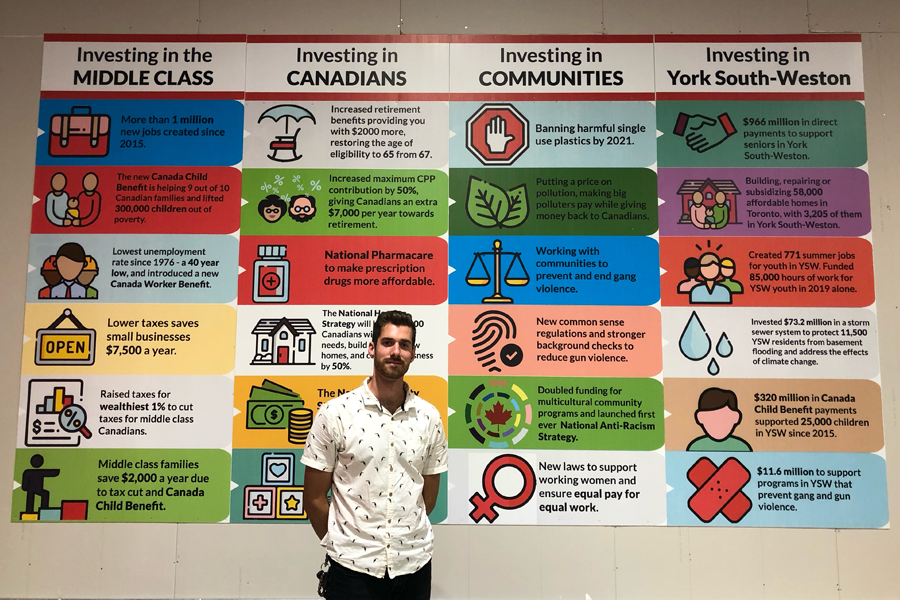 Investing in the
MIDDLE CLASS
More than 1 million
new jobs created since
2015.
The new Canada Child
Benefit is helping 9 out of 10
Canadian families and lifted
300,000 children out of
poverty.
Lowest unemployment
rate since 1976 - a 40 year
low, and introduced a new
Canada Worker Benefit.
OPEN
Lower taxes saves
small businesses
$7,500 a year.
Raised taxes for
wealthiest 1% to cut
taxes for middle class
Canadians.
Middle class families
save $2,000 a year due
to tax cut and Canada
Child Benefit.
Investing in
CANADIANS
Increased retirement
benefits providing you
with $2000 more,
restoring the age of
eligibility to 65 from 67.
Increased maximum CPP
contribution by 50%,
giving Canadians an extra
$7,000 per year towards
retirement.
National Pharmacare
to make prescription
drugs more affordable.
The National
Strategy will
Canadians
needs, build
homes, and
by 50%.
The
Investing in
COMMUNITIES
Banning harmful single
use plastics by 2021.
Putting a price on
pollution, making big
polluters pay while giving
money back to Canadians.
Working with
communities to
prevent and end gang
violence.
New common sense
regulations and stronger
background checks to
reduce gun violence.
Doubled funding for
multicultural community
programs and launched first
ever National Anti-Racism
Strategy.
New laws to support
working women and
ensure equal pay for
equal work.
Investing in
York South-Weston
$966 million in direct
payments to support
seniors in York
South-Weston.
Building, repairing or
subsidizing 58,000
affordable homes in
Toronto, with 3,205 of them
in York South-Weston.
Created 771 summer jobs
for youth in YSW. Funded
85,000 hours of work for
YSW youth in 2019 alone.
Invested $73.2 million in a storm
sewer system to protect 11,500
YSW residents from basement
flooding and address the effects
of climate change.
$320 million in Canada
Child Benefit payments
supported 25,000 children
in YSW since 2015.
$11.6 million to support
programs in YSW that
prevent gang and gun
violence.